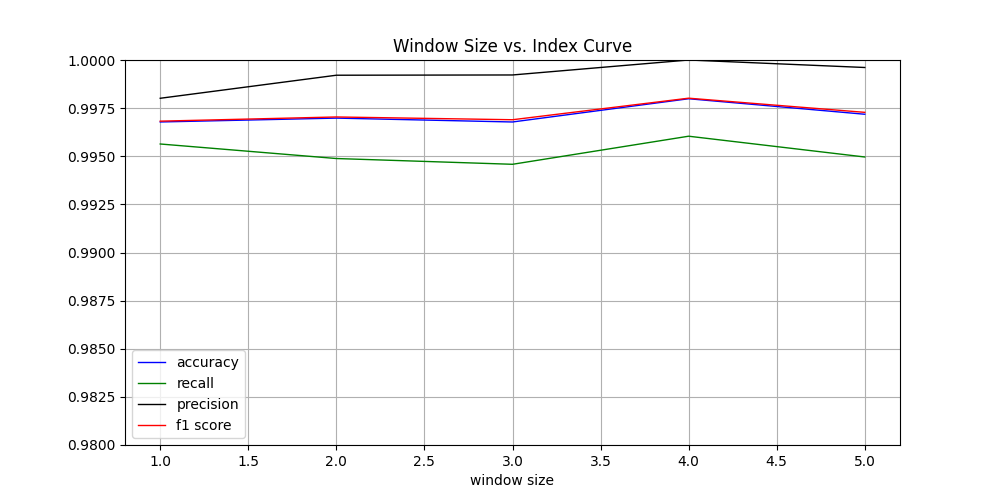 Window Size vs. Index Curve
1.0000
0.9975
0.9950
0.9925
0.9900
0.9875
0.9850
0.9825
0.9800
accuracy
recall
precision
f1 score
1.0 1.5 2.0 2.5 3.0 3.5 4.0 4.5 5.0
window size